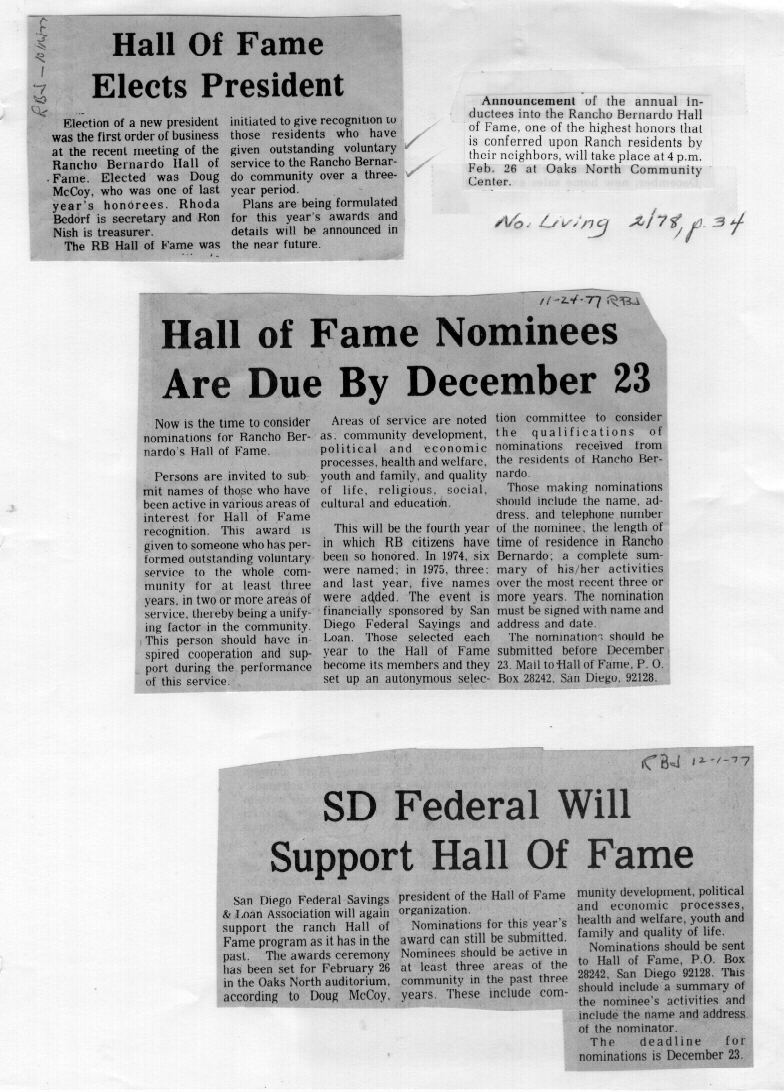 Hall Of Fame
Elects President
Election of a new president
was the first order of business
at the recent meeting of the
Rancho Bernardo Hall of
Fame. Elected was Doug
McCoy, who was one of last
year's honorees. Rhoda
Bedorf is secretary and Ron
Nish is treasurer.
The RB Hall of Fame was
initiated to give recognition to
those residents who have
given outstanding voluntary
service to the Rancho Bernar-
do community over a three-
year period.
Plans are being formulated
for this year's awards and
details will be announced in
the near future.
Announcement of the annual in-
ductees into the Rancho Bernardo Hall
of Fame, one of the highest honors that
is conferred upon Ranch residents by
their neighbors, will take place at 4 p.m.
Feb. 26 at Oaks North Community
Center.
No. Living 2/78, p. 34
11-24-77 RBJ
Hall of Fame Nominees
Are Due By December 23
Now is the time to consider
nominations for Rancho Ber-
nardo's Hall of Fame.
Persons are invited to sub-
mit names of those who have
been active in various areas of
interest for Hall of Fame
recognition. This award is
given to someone who has per-
formed outstanding voluntary
service to the whole com-
munity for at least three
years, in two or more areas of
service, thereby being a unify-
ing factor in the community.
This person should have in-
spired cooperation and sup-
port during the performance
of this service.
Areas of service are noted
as. community development,
political and economic
processes, health and welfare,
youth and family, and quality
of life, religious, social,
cultural and education.
This will be the fourth year
in which RB citizens have
been so honored. In 1974, six
were named; in 1975, three;
and last year, five names
were added. The event is
financially sponsored by San
Diego Federal Savings and
Loan. Those selected each
year to the Hall of Fame
become its members and they
set up an autonymous selec-
tion committee to consider
the qualifications of
nominations received from
the residents of Rancho Ber-
nardo.
Those making nominations
should include the name, ad-
dress, and telephone number
of the nominee; the length of
time of residence in Rancho
Bernardo; a complete sum-
mary of his/her activities
over the most recent three or
more years. The nomination
must be signed with name and
address and date.
The nominations should be
submitted before December
23. Mail to Hall of Fame, P. O.
Box 28242, San Diego, 92128.
RBJ 12-1-77
SD Federal Will
Support Hall Of Fame
San Diego Federal Savings
& Loan Association will again
support the ranch Hall of
Fame program as it has in the
past. The awards ceremony
has been set for February 26
in the Oaks North auditorium,
according to Doug McCoy,
president of the Hall of Fame
organization.
Nominations for this year's
award can still be submitted.
Nominees should be active in
at least three areas of the
community in the past three
years. These include com-
munity development, political
and economic processes,
health and welfare, youth and
family and quality of life.
Nominations should be sent
to Hall of Fame, P.O. Box
28242, San Diego 92128. This
should include a summary of
the nominee's activities and
include the name and address
of the nominator.
The deadline for
nominations is December 23.